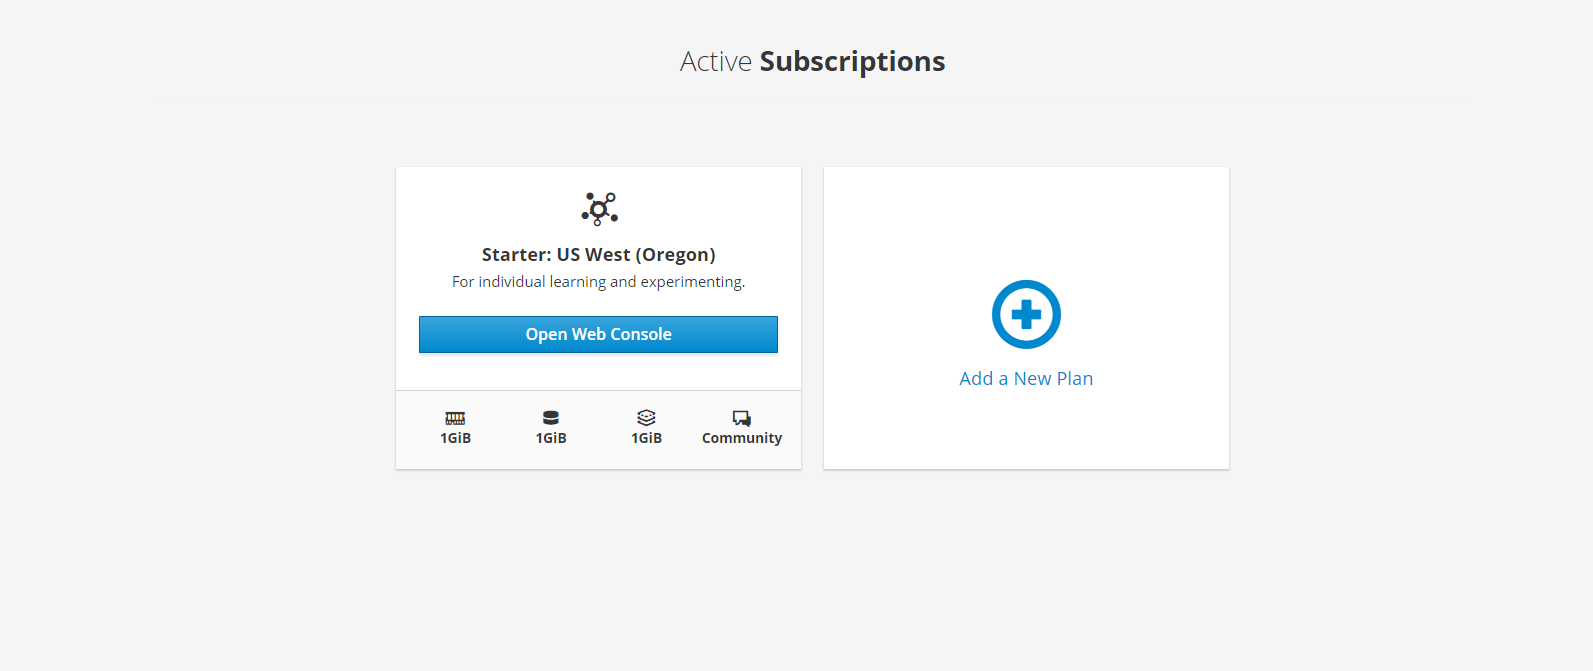 Active Subscriptions
Starter: US West (Oregon)
For individual learning and experimenting.
Open Web Console
1GiB 1GiB 1GiB Community
Add a New Plan